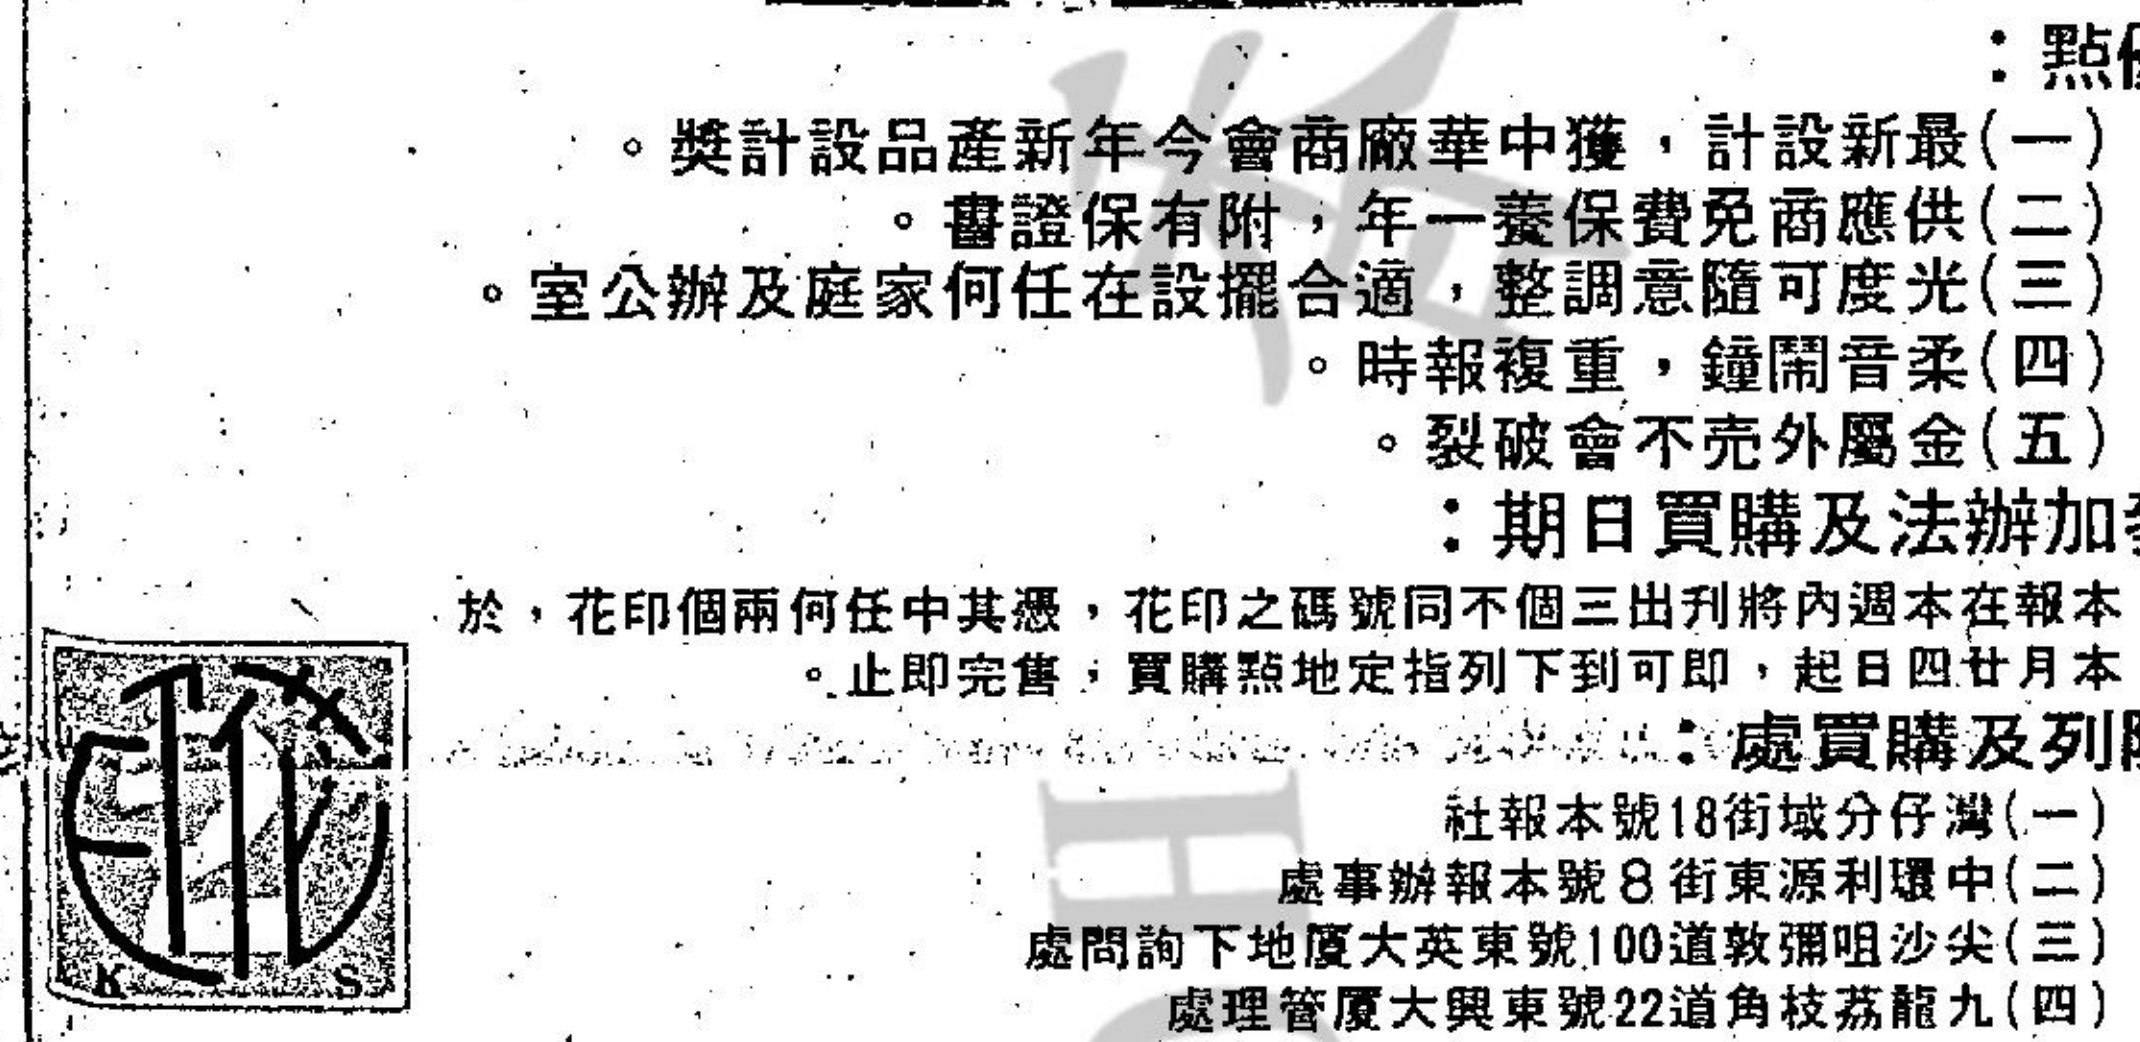 點：
(一)最新設計，獲中華廠商會今年新產品設計獎。
(二)供應商免費保養一年，附有保證書。
(三)光度可隨意調整，適合擺設在任何家庭及辦公室。
(四)柔音鬧鐘，重複報時。
(五)金屬外壳不會破裂。
加辦法及購買日期：
本報在本週內將刊出三個不同號碼之印花，憑其中任何兩個印花，於
本月廿四日起，即可到下列指定地點購買，售完即止。
列及購買處：
(一)灣仔分域街18號本報社
(二)中環利源東街8號本報辦事處
(三)尖沙咀彌敦道100號東英大廈地下詢問處
(四)九龍荔枝角道22號東興大廈管理處
K S